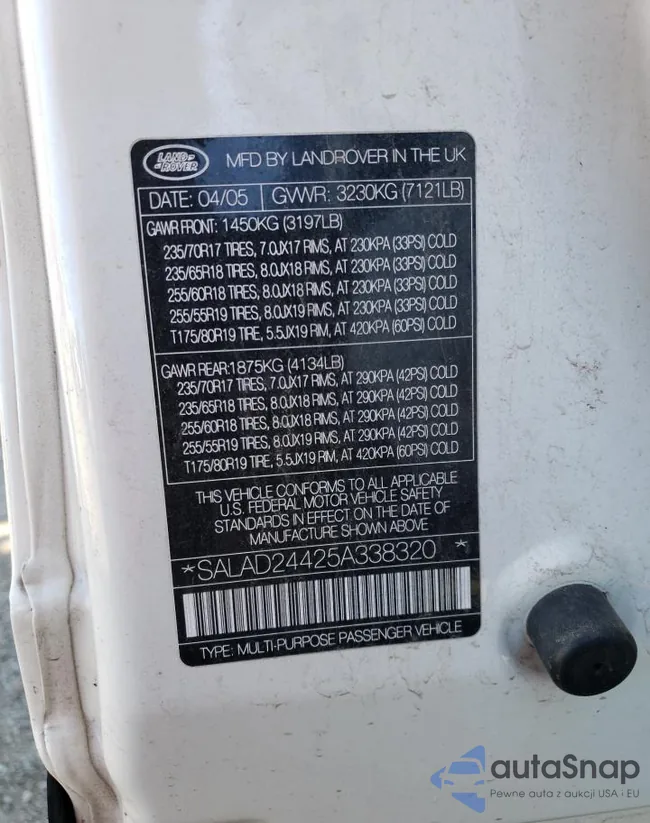 LAND-
-ROVER
MFD BY LANDROVER IN THE UK
DATE: 04/05 GVWR: 3230KG (7121LB)
GAWR FRONT: 1450KG (3197LB)
235/70R17 TIRES, 7.0JX17 RIMS, AT 230KPA (33PSI) COLD
235/65R18 TIRES, 8.0JX18 RIMS, AT 230KPA (33PSI) COLD
255/60R18 TIRES, 8.0JX18 RIMS, AT 230KPA (33PSI) COLD
255/55R19 TIRES, 8.0JX19 RIMS, AT 230KPA (33PSI) COLD
T175/80R19 TIRE, 5.5JX19 RIM, AT 420KPA (60PSI) COLD
GAWR REAR:1875KG (4134LB)
235/70R17 TIRES, 7.0JX17 RIMS, AT 290KPA (42PSI) COLD
235/65R18 TIRES, 8.0JX18 RIMS, AT 290KPA (42PSI) COLD
255/60R18 TIRES, 8.0JX18 RIMS, AT 290KPA (42PSI) COLD
255/55R19 TIRES, 8.0JX19 RIMS, AT 290KPA (42PSI) COLD
T175/80R19 TIRE, 5.5JX19 RIM, AT 420KPA (60PSI) COLD
THIS VEHICLE CONFORMS TO ALL APPLICABLE
U.S. FEDERAL MOTOR VEHICLE SAFETY
STANDARDS IN EFFECT ON THE DATE OF
MANUFACTURE SHOWN ABOVE
*SALAD24425A338320 *
TYPE: MULTI-PURPOSE PASSENGER VEHICLE
autaSnap
Pewne auta z aukcji USA i EU